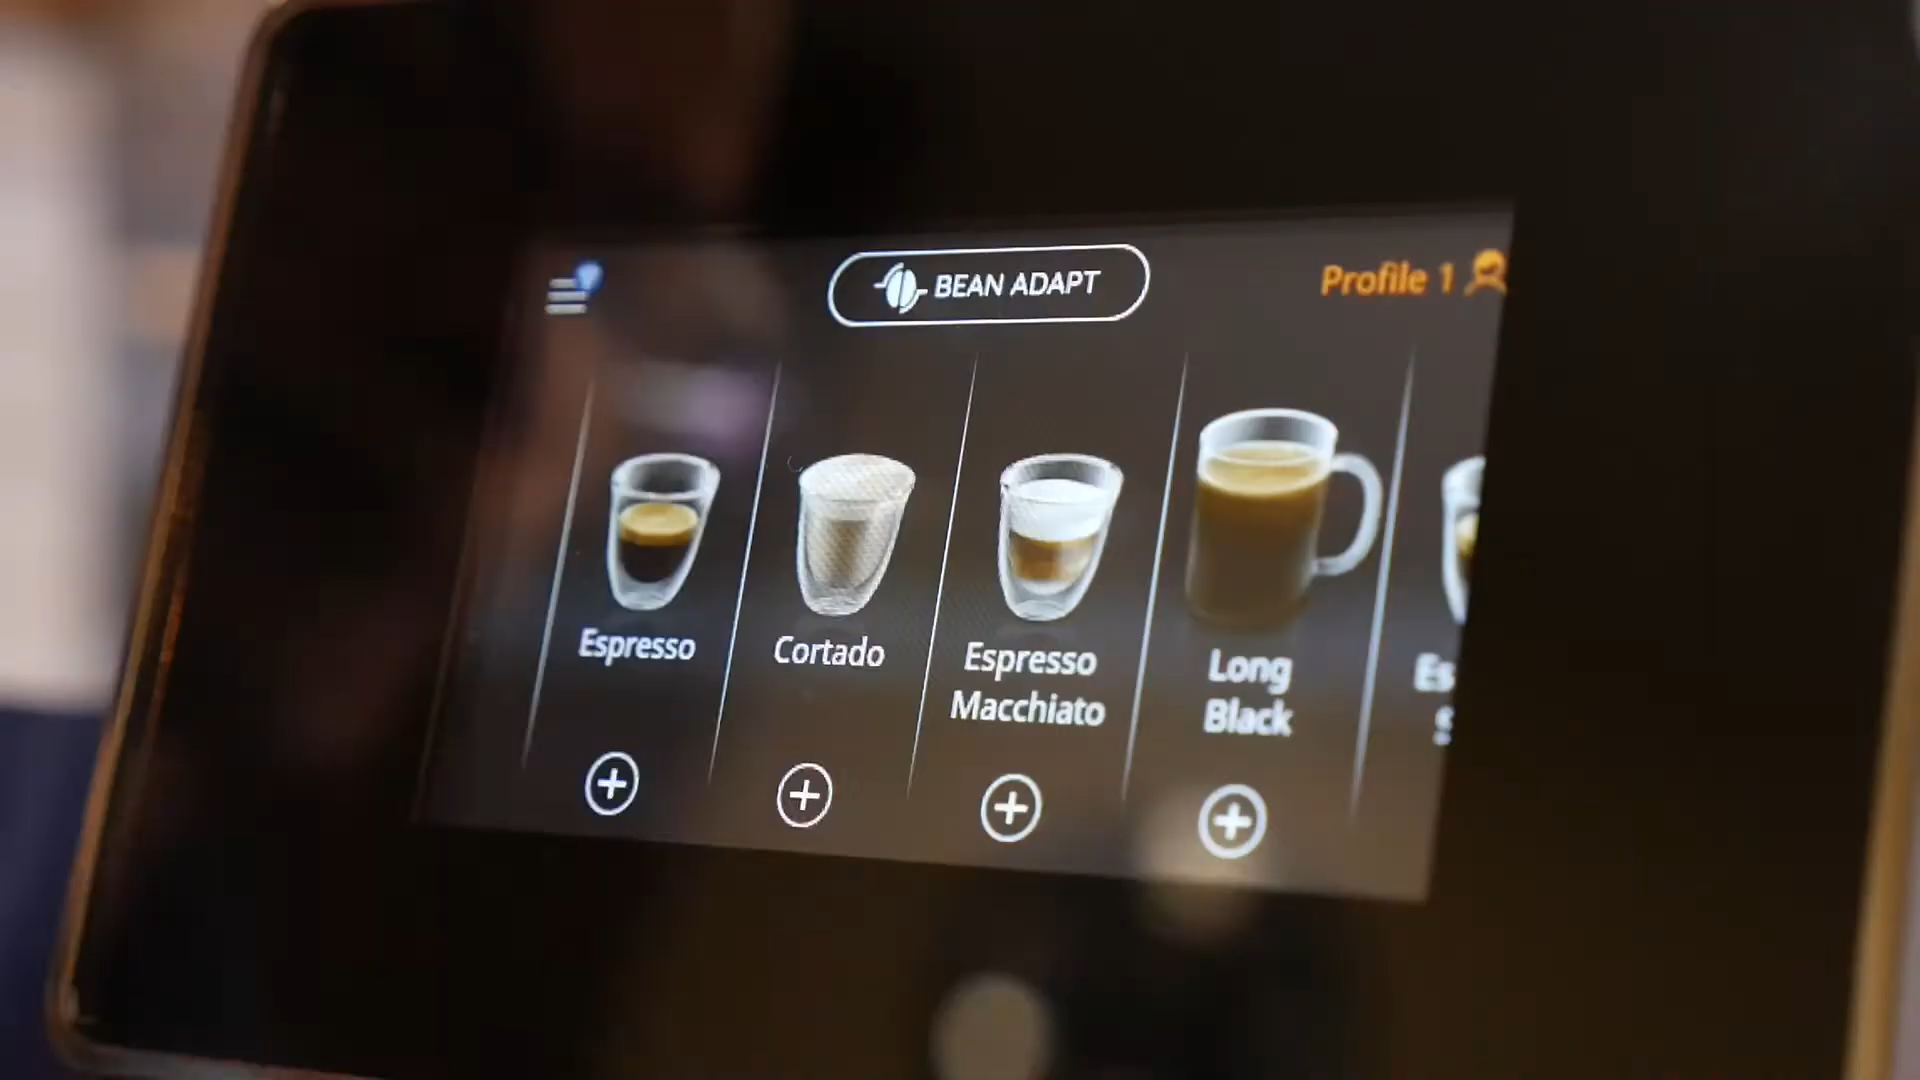 BEAN ADAPT
Profile 1
Espresso
Cortado
Espresso
Macchiato
Long
Black